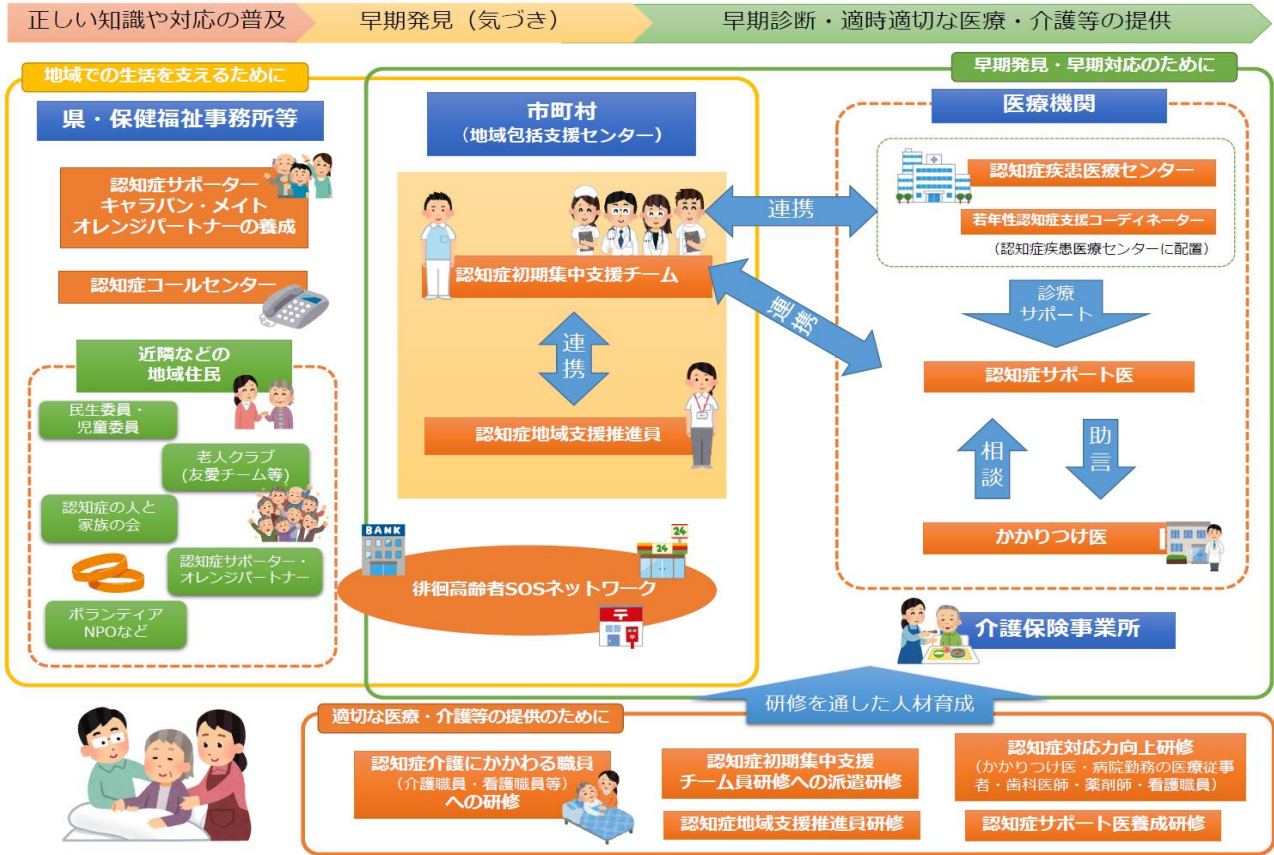 正しい知識や対応の普及
早期発見（気づき）
早期診断・適時適切な医療・介護等の提供
地域での生活を支えるために
早期発見・早期対応のために
県・保健福祉事務所等
認知症サポーター
キャラバン・メイト
オレンジパートナーの養成
認知症コールセンター
近隣などの
地域住民
民生委員・
児童委員
老人クラブ
(友愛チーム等)
認知症の人と
家族の会
認知症サポーター・
オレンジパートナー
ボランティア
NPOなど
市町村
（地域包括支援センター）
認知症初期集中支援チーム
連携
認知症地域支援推進員
BANK
24
24
徘徊高齢者SOSネットワーク
〒
連携
連携
医療機関
認知症疾患医療センター
若年性認知症支援コーディネーター
（認知症疾患医療センターに配置）
診療
サポート
認知症サポート医
相談
助言
かかりつけ医
介護保険事業所
研修を通した人材育成
適切な医療・介護等の提供のために
認知症介護にかかわる職員
（介護職員・看護職員等）
への研修
認知症初期集中支援
チーム員研修への派遣研修
認知症地域支援推進員研修
認知症対応力向上研修
（かかりつけ医・病院勤務の医療従事
者・歯科医師・薬剤師・看護職員）
認知症サポート医養成研修